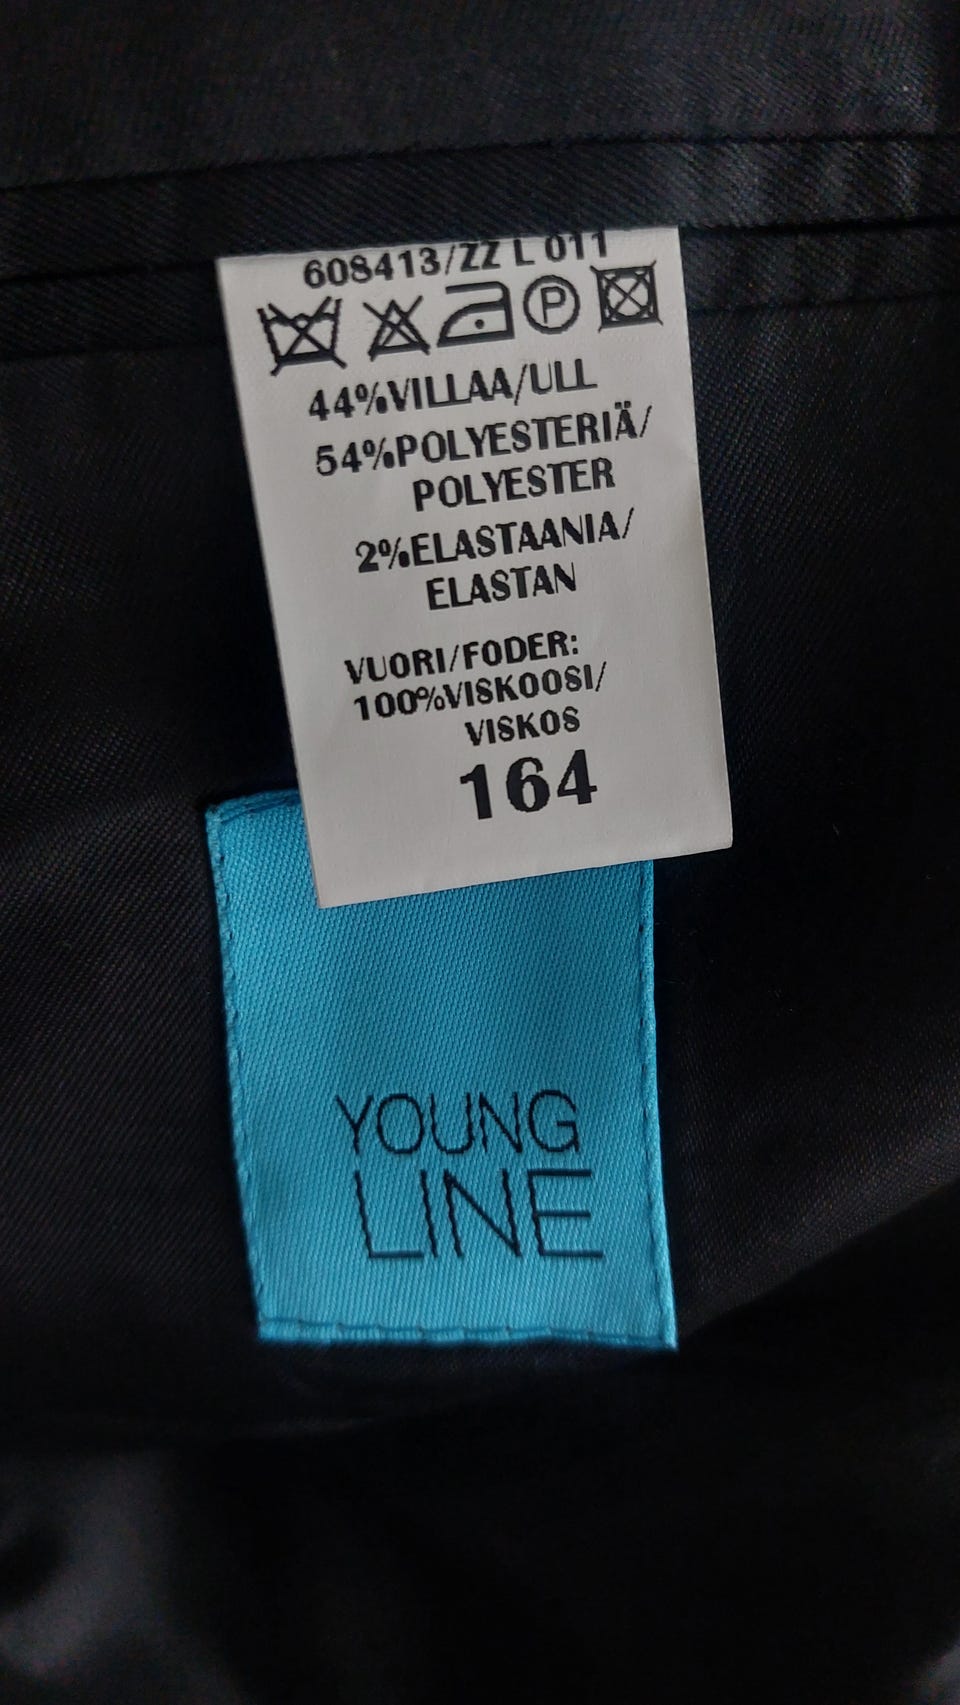 608413/ZZ L 011
P
44%VILLAA/ULL
54%POLYESTERIÄ/
POLYESTER
2%ELASTAANIA/
ELASTAN
VUORI/FODER:
100%VISKOOSI/
VISKOS
164
YOUNG
LINE